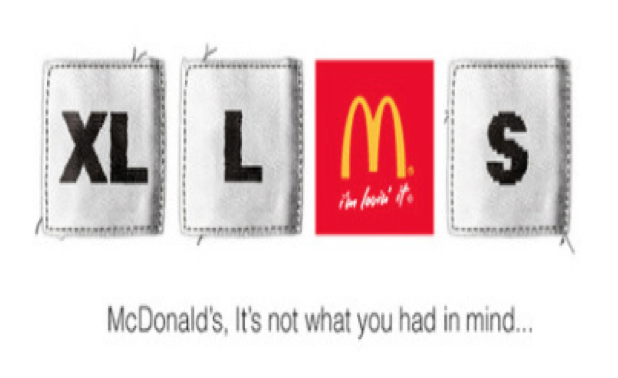 XL L M S
i'm lovin' it®
McDonald's, It's not what you had in mind...